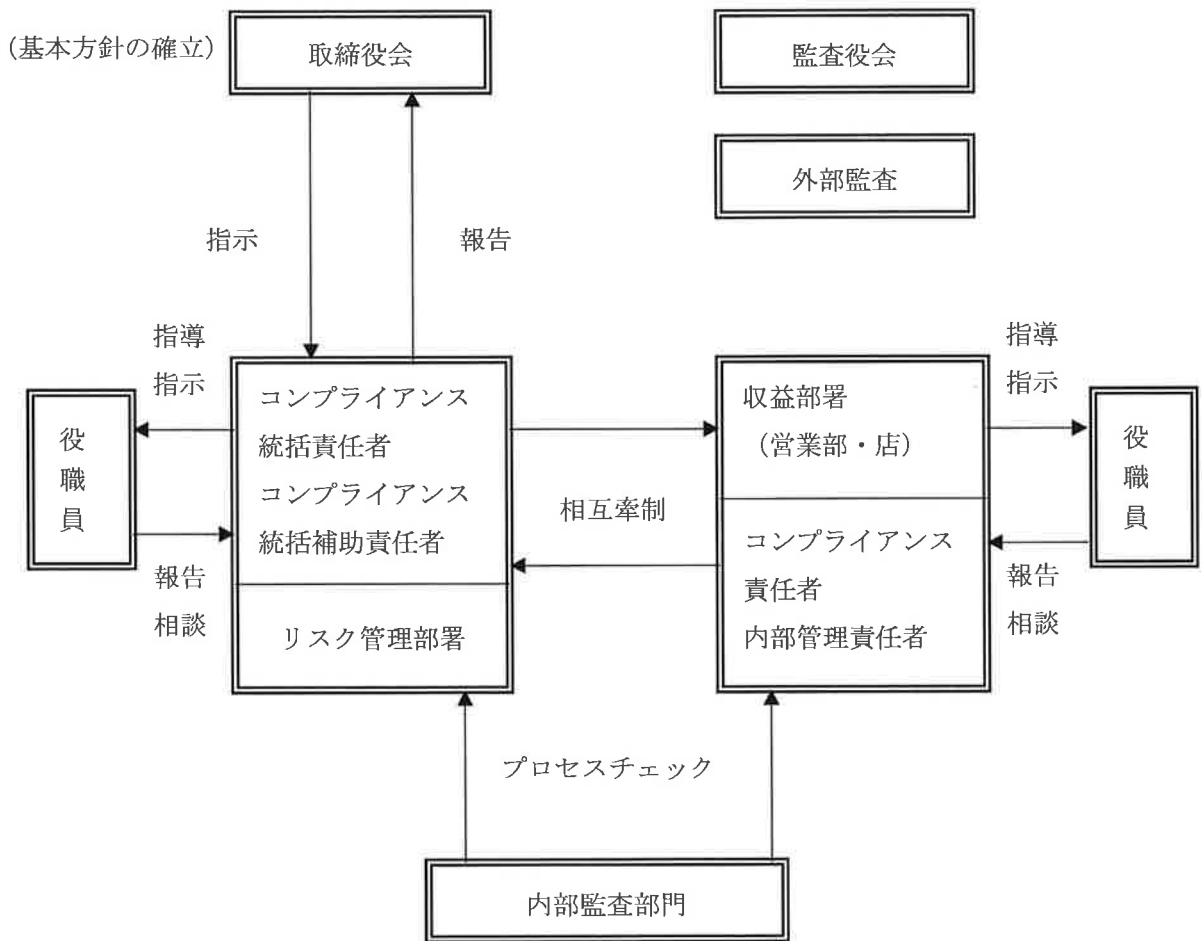 (基本方針の確立)
取締役会
監査役会
外部監査
指示
報告
指導
指示
指導
指示
役職員
コンプライアンス
統括責任者
コンプライアンス
統括補助責任者
リスク管理部署
相互牽制
収益部署
(営業部・店)
コンプライアンス
責任者
内部管理責任者
役職員
報告
相談
報告
相談
プロセスチェック
内部監査部門